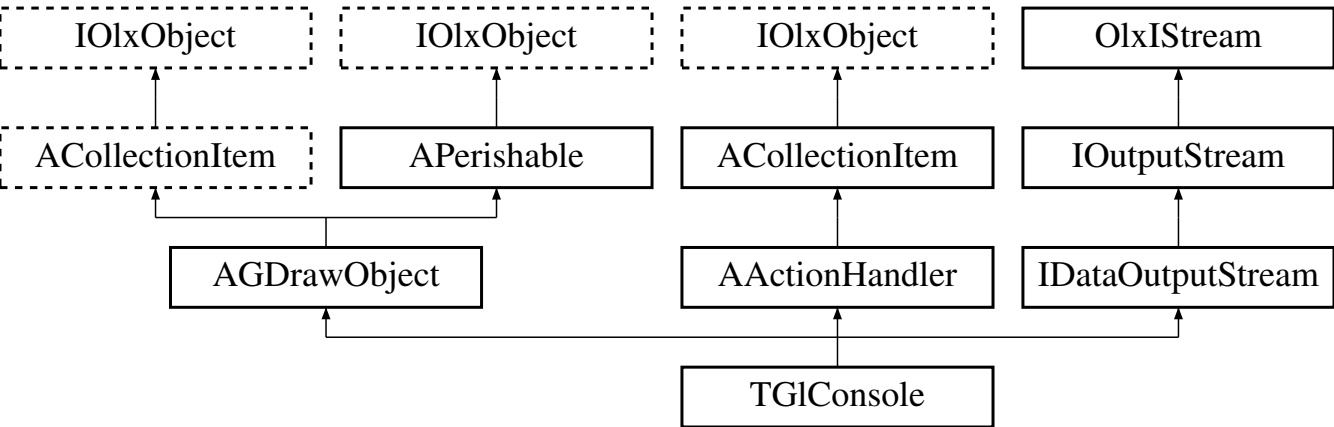 IOlxObject
IOlxObject
IOlxObject
OlxIStream
ACollectionItem
APerishable
ACollectionItem
IOutputStream
AGDrawObject
AActionHandler
IDataOutputStream
TGlConsole